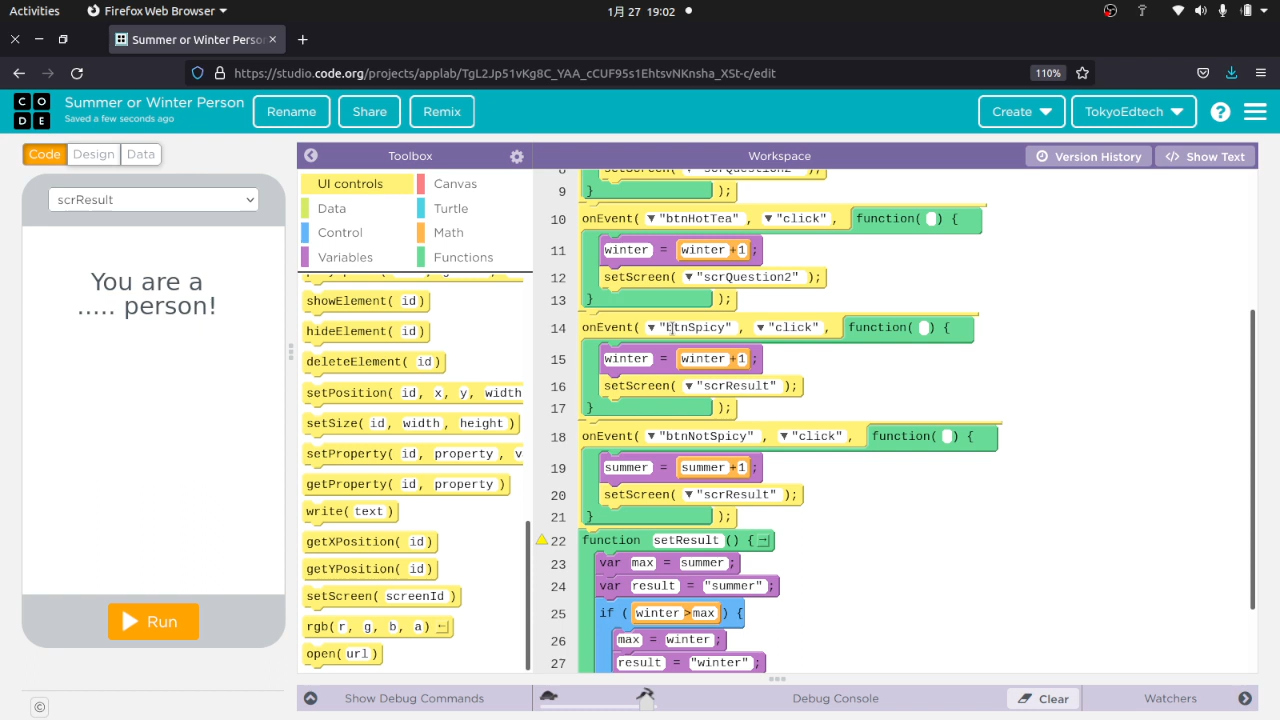 Activities Firefox Web Browser 1月 27 19:02
Summer or Winter Perso
https://studio.code.org/projects/applab/TgL2Jp51vKg8C_YAA_cCUF95s1EhtsvNKnsha_XSt-c/edit 110%
C O D E Summer or Winter Person Rename Share Remix Create TokyoEdtech ?
Saved a few seconds ago
Code Design Data
scrResult
You are a
..... person!
Run
©
Toolbox
UI controls Canvas
Data Turtle
Control Math
Variables Functions
showElement( id )
hideElement( id )
deleteElement( id )
setPosition( id, x, y, width
setSize( id, width, height )
setProperty( id, property, v
getProperty( id, property )
write( text )
getXPosition( id )
getYPosition( id )
setScreen( screenId )
rgb( r, g, b, a )
open( url )
Show Debug Commands
Workspace Version History </> Show Text
8 setScreen( "scrQuestion2" );
9 } );
10 onEvent( "btnHotTea" , "click" , function( ) {
11 winter = winter + 1 ;
12 setScreen( "scrQuestion2" );
13 } );
14 onEvent( "btnSpicy" , "click" , function( ) {
15 winter = winter + 1 ;
16 setScreen( "scrResult" );
17 } );
18 onEvent( "btnNotSpicy" , "click" , function( ) {
19 summer = summer + 1 ;
20 setScreen( "scrResult" );
21 } );
22 function setResult () {
23 var max = summer ;
24 var result = "summer" ;
25 if ( winter > max ) {
26 max = winter ;
27 result = "winter" ;
Debug Console Clear Watchers